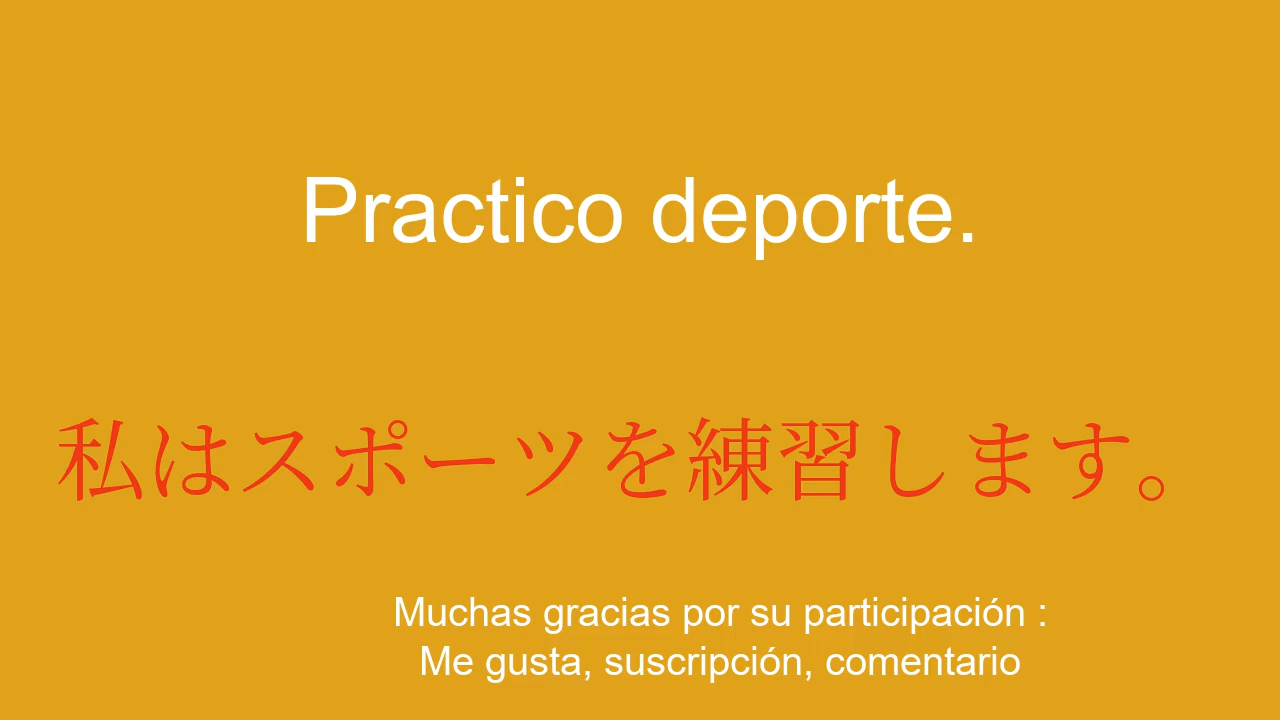 Practico deporte.
私はスポーツを練習します。
Muchas gracias por su participación :
Me gusta, suscripción, comentario